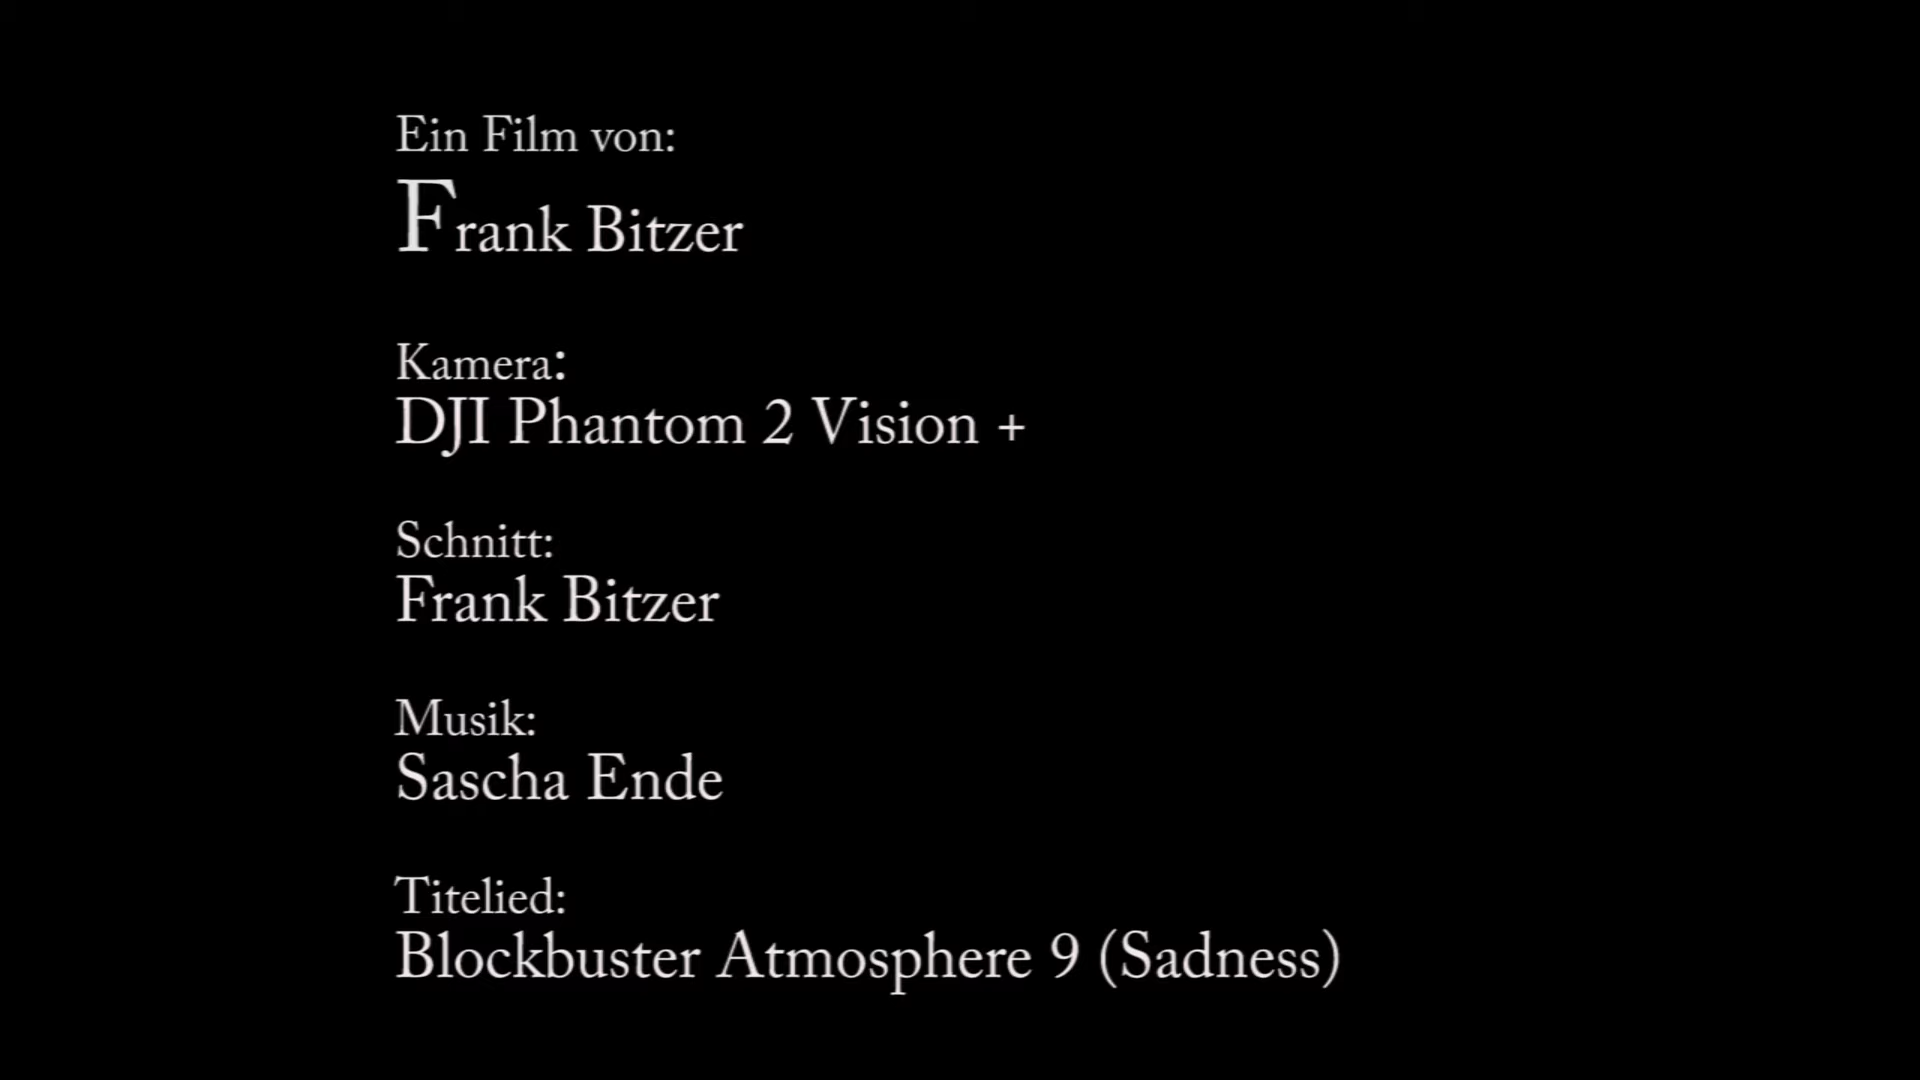 Ein Film von:
Frank Bitzer
Kamera:
DJI Phantom 2 Vision +
Schnitt:
Frank Bitzer
Musik:
Sascha Ende
Titelied:
Blockbuster Atmosphere 9 (Sadness)